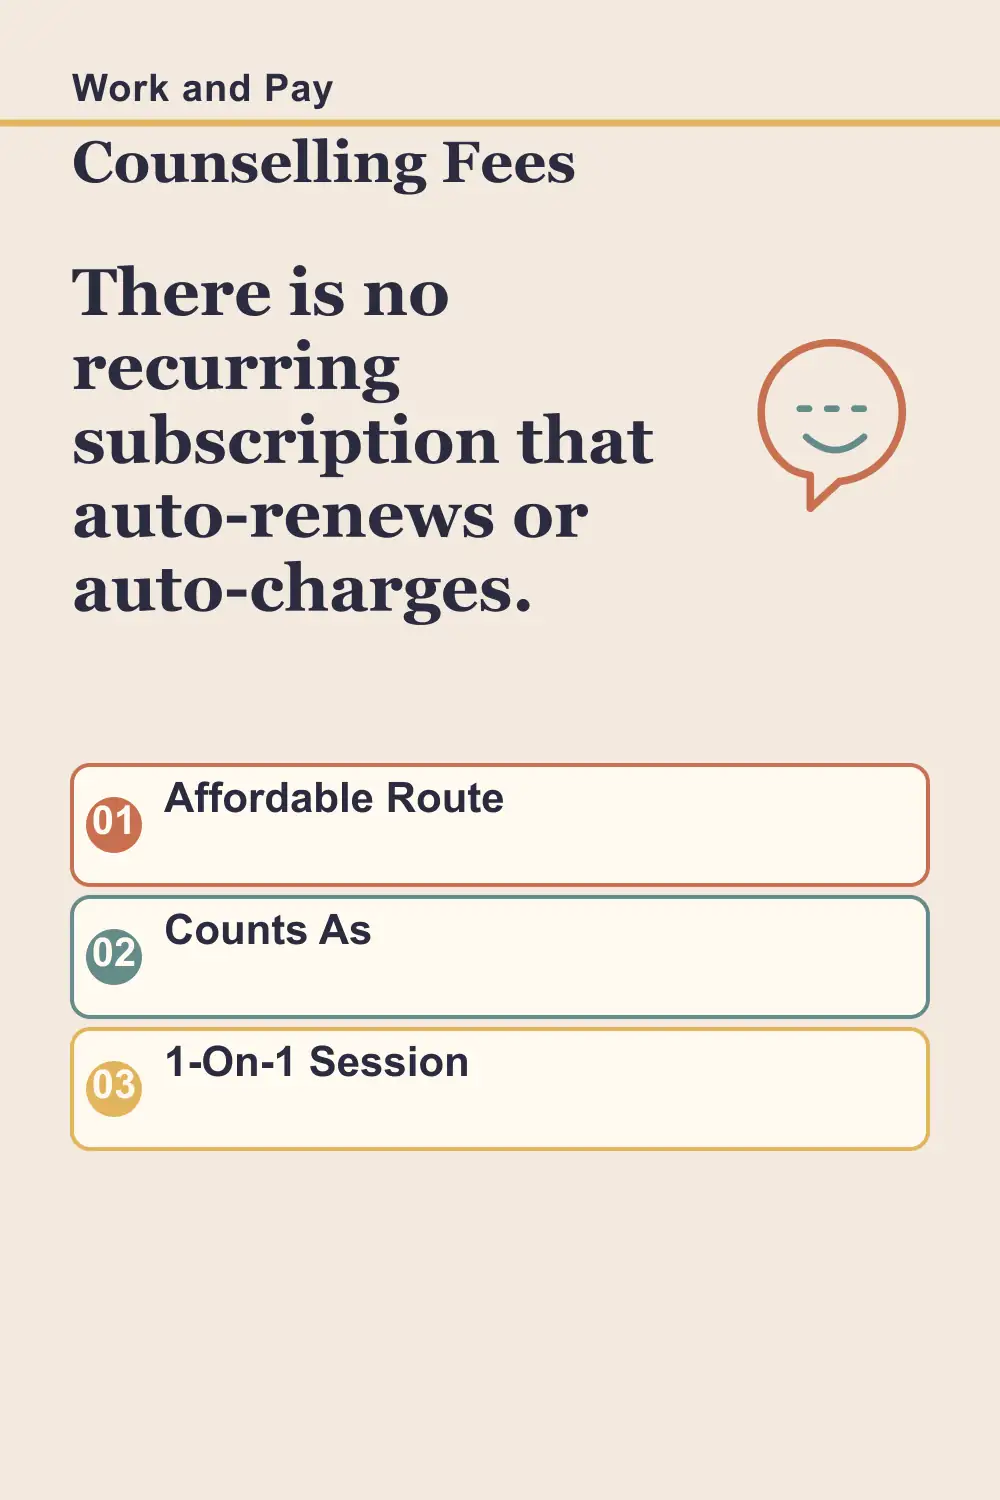 Work and Pay
Counselling Fees
There is no
recurring
subscription that
auto-renews or
auto-charges.
01
Affordable Route
02
Counts As
03
1-On-1 Session